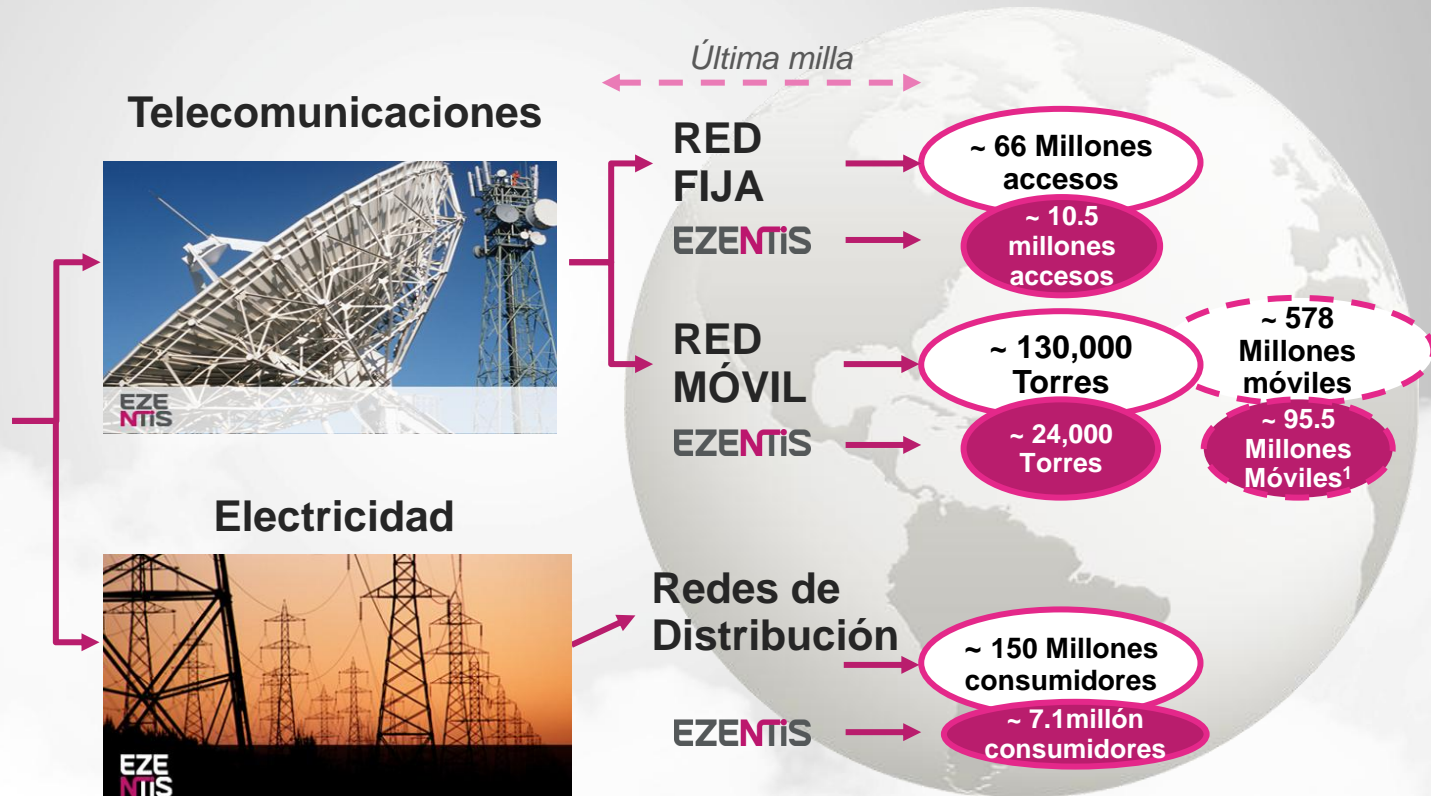 Última milla
Telecomunicaciones
RED
FIJA
~ 66 Millones
accesos
EZENTiS
~ 10.5
millones
accesos
RED
MÓVIL
~ 130,000
Torres
~ 578
Millones
móviles
EZENTiS
~ 24,000
Torres
~ 95.5
Millones
Móviles¹
EZE
NTiS
Electricidad
Redes de
Distribución
~ 150 Millones
consumidores
EZENTiS
~ 7.1millón
consumidores
EZE
NTiS